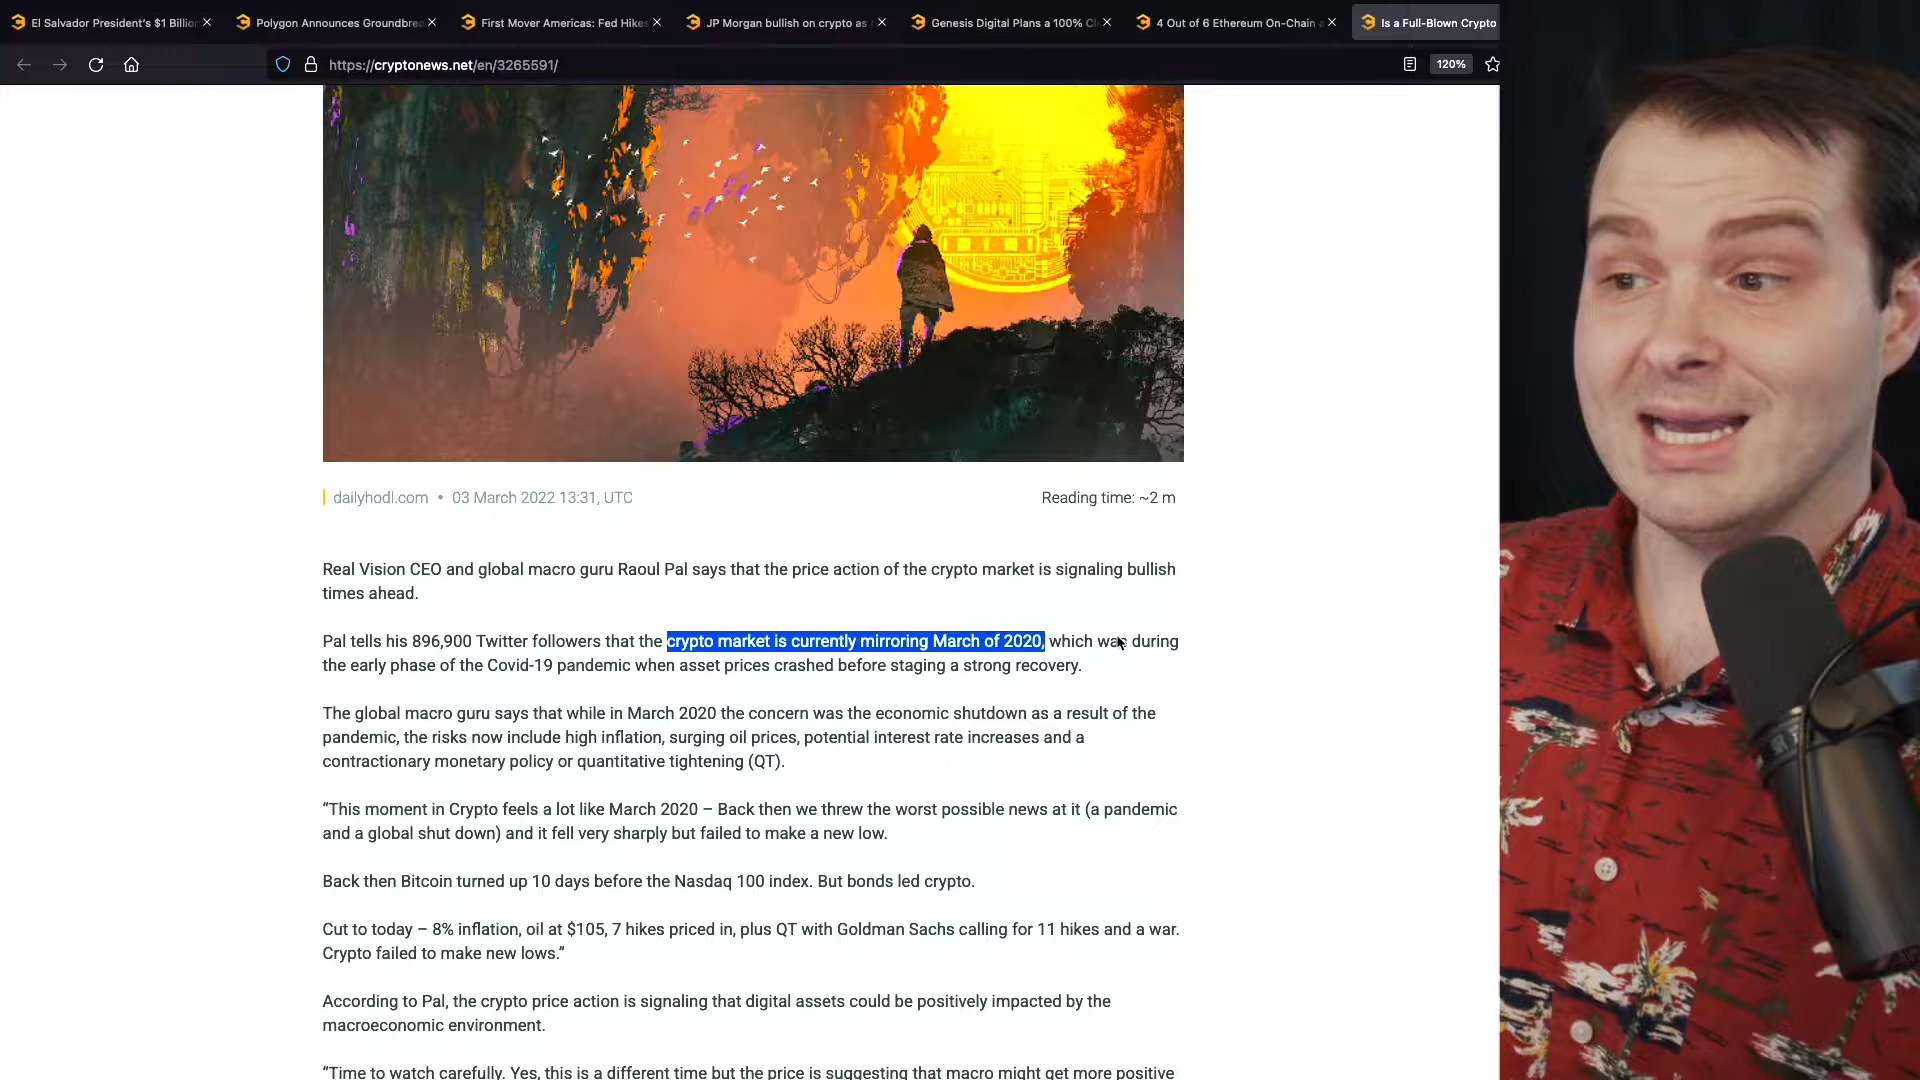 El Salvador President's $1 Billion
Polygon Announces Groundbrea
First Mover Americas: Fed Hikes
JP Morgan bullish on crypto as
Genesis Digital Plans a 100% Cl
4 Out of 6 Ethereum On-Chain
Is a Full-Blown Crypto
https://cryptonews.net/en/3265591/
120%
dailyhodl.com • 03 March 2022 13:31, UTC
Reading time: ~2 m
Real Vision CEO and global macro guru Raoul Pal says that the price action of the crypto market is signaling bullish
times ahead.
Pal tells his 896,900 Twitter followers that the crypto market is currently mirroring March of 2020, which was during
the early phase of the Covid-19 pandemic when asset prices crashed before staging a strong recovery.
The global macro guru says that while in March 2020 the concern was the economic shutdown as a result of the
pandemic, the risks now include high inflation, surging oil prices, potential interest rate increases and a
contractionary monetary policy or quantitative tightening (QT).
“This moment in Crypto feels a lot like March 2020 – Back then we threw the worst possible news at it (a pandemic
and a global shut down) and it fell very sharply but failed to make a new low.
Back then Bitcoin turned up 10 days before the Nasdaq 100 index. But bonds led crypto.
Cut to today – 8% inflation, oil at $105, 7 hikes priced in, plus QT with Goldman Sachs calling for 11 hikes and a war.
Crypto failed to make new lows.”
According to Pal, the crypto price action is signaling that digital assets could be positively impacted by the
macroeconomic environment.
“Time to watch carefully. Yes, this is a different time but the price is suggesting that macro might get more positive